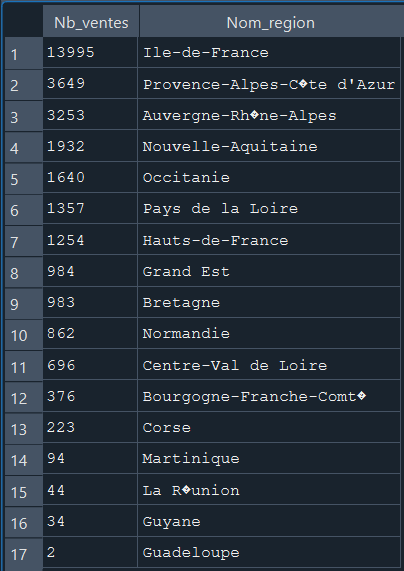 Nb_ventes Nom_region
1 13995 Ile-de-France
2 3649 Provence-Alpes-C�te d'Azur
3 3253 Auvergne-Rh�ne-Alpes
4 1932 Nouvelle-Aquitaine
5 1640 Occitanie
6 1357 Pays de la Loire
7 1254 Hauts-de-France
8 984 Grand Est
9 983 Bretagne
10 862 Normandie
11 696 Centre-Val de Loire
12 376 Bourgogne-Franche-Comt�
13 223 Corse
14 94 Martinique
15 44 La R�union
16 34 Guyane
17 2 Guadeloupe